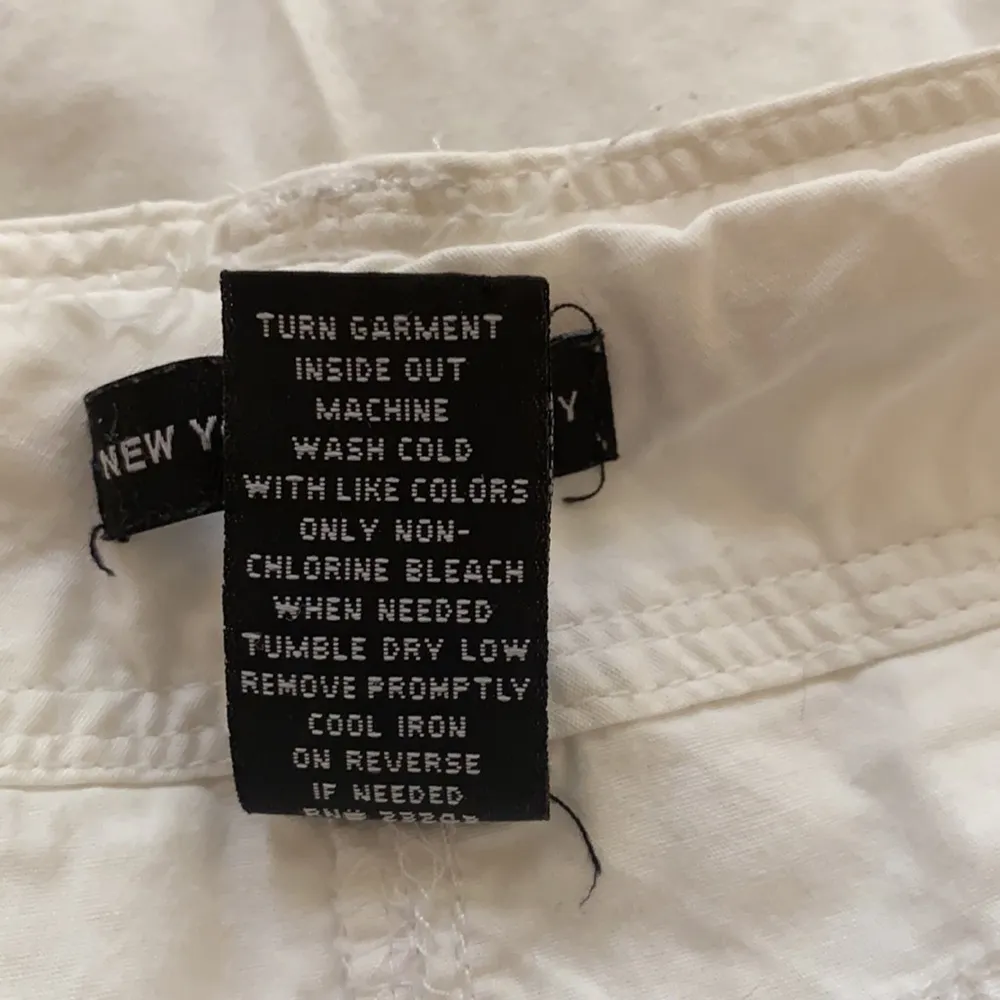 TURN GARMENT
INSIDE OUT
MACHINE
WASH COLD
WITH LIKE COLORS
ONLY NON-
CHLORINE BLEACH
WHEN NEEDED
TUMBLE DRY LOW
REMOVE PROMPTLY
COOL IRON
ON REVERSE
IF NEEDED
RN#
NEW Y
Y